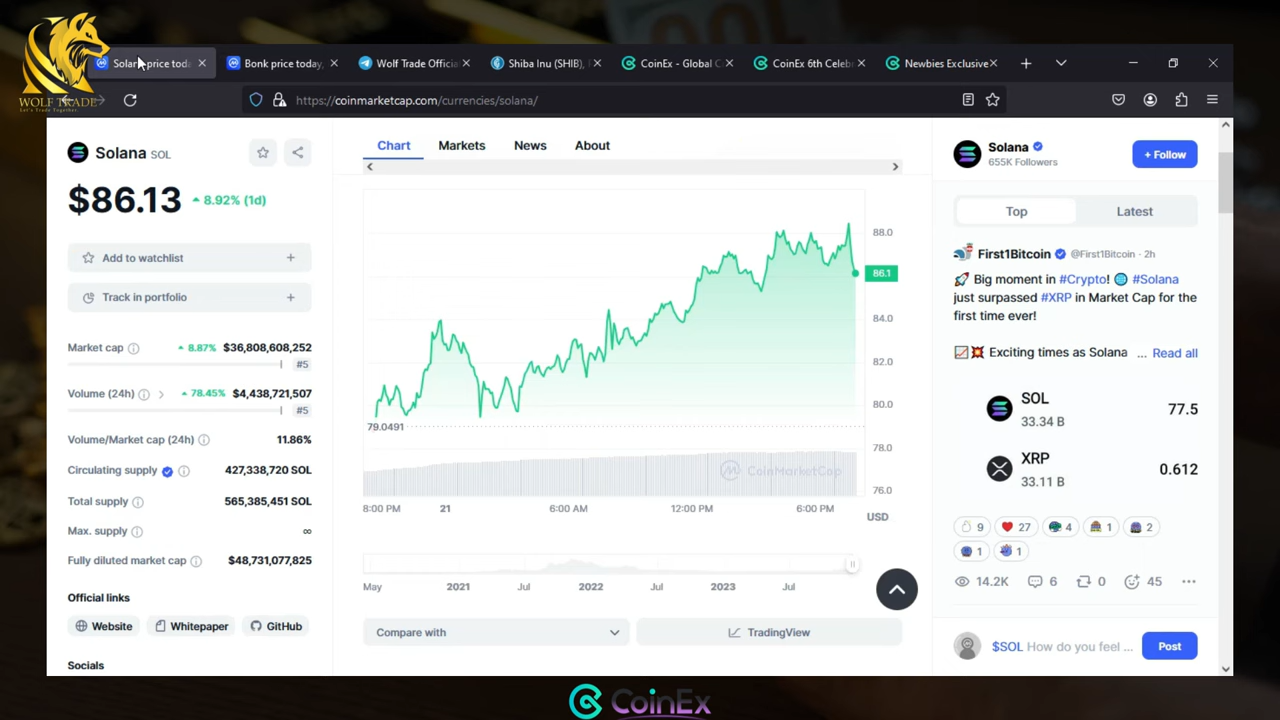 WOLF TRADE
Let's Trade Together.
Solana price toda
Bonk price today,
Wolf Trade Officia
Shiba Inu (SHIB),
CoinEx - Global C
CoinEx 6th Celeb
Newbies Exclusive
https://coinmarketcap.com/currencies/solana/
Solana SOL
$86.13
8.92% (1d)
Add to watchlist
Track in portfolio
Market cap
8.87% $36,808,608,252
#5
Volume (24h)
78.45% $4,438,721,507
#5
Volume/Market cap (24h)
11.86%
Circulating supply
427,338,720 SOL
Total supply
565,385,451 SOL
Max. supply
∞
Fully diluted market cap
$48,731,077,825
Official links
Website
Whitepaper
GitHub
Socials
Chart
Markets
News
About
88.0
86.1
84.0
82.0
80.0
79.0491
78.0
76.0
CoinMarketCap
8:00 PM
21
6:00 AM
12:00 PM
6:00 PM
USD
May
2021
Jul
2022
Jul
2023
Jul
Compare with
TradingView
Solana
655K Followers
+ Follow
Top
Latest
First1Bitcoin @First1Bitcoin · 2h
🚀 Big moment in #Crypto! 🌐 #Solana
just surpassed #XRP in Market Cap for the
first time ever!
📈💥 Exciting times as Solana ... Read all
SOL
33.34 B
77.5
XRP
33.11 B
0.612
9
27
4
1
2
1
1
14.2K
6
0
45
$SOL How do you feel ...
Post
CoinEx